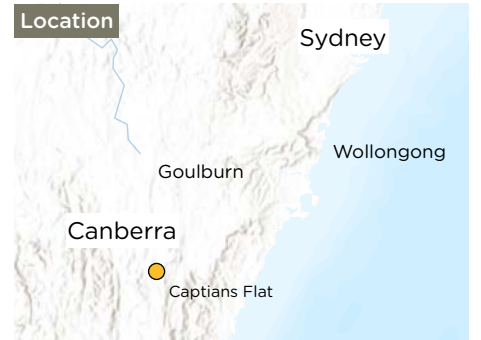 Location
Sydney
Wollongong
Goulburn
Canberra
Captians Flat